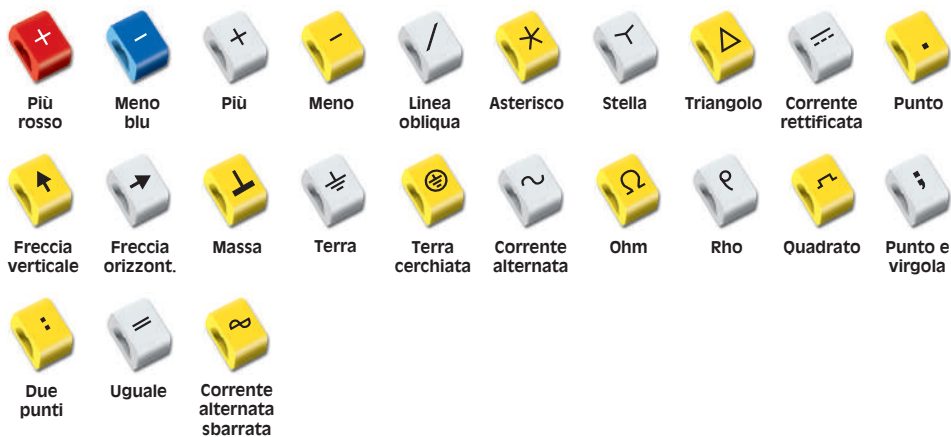 Più rosso
Meno blu
Più
Meno
Linea obliqua
Asterisco
Stella
Triangolo
Corrente rettificata
Punto
Freccia verticale
Freccia orizzont.
Massa
Terra
Terra cerchiata
Corrente alternata
Ohm
Rho
Quadrato
Punto e virgola
Due punti
Uguale
Corrente alternata sbarrata